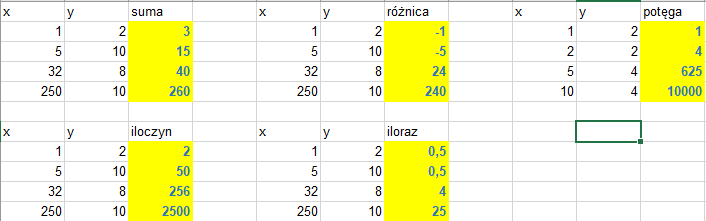 x y suma x y różnica x y potęga
1 2 3 1 2 -1 1 2 1
5 10 15 5 10 -5 2 2 4
32 8 40 32 8 24 5 4 625
250 10 260 250 10 240 10 4 10000
x y iloczyn x y iloraz
1 2 2 1 2 0,5
5 10 50 5 10 0,5
32 8 256 32 8 4
250 10 2500 250 10 25